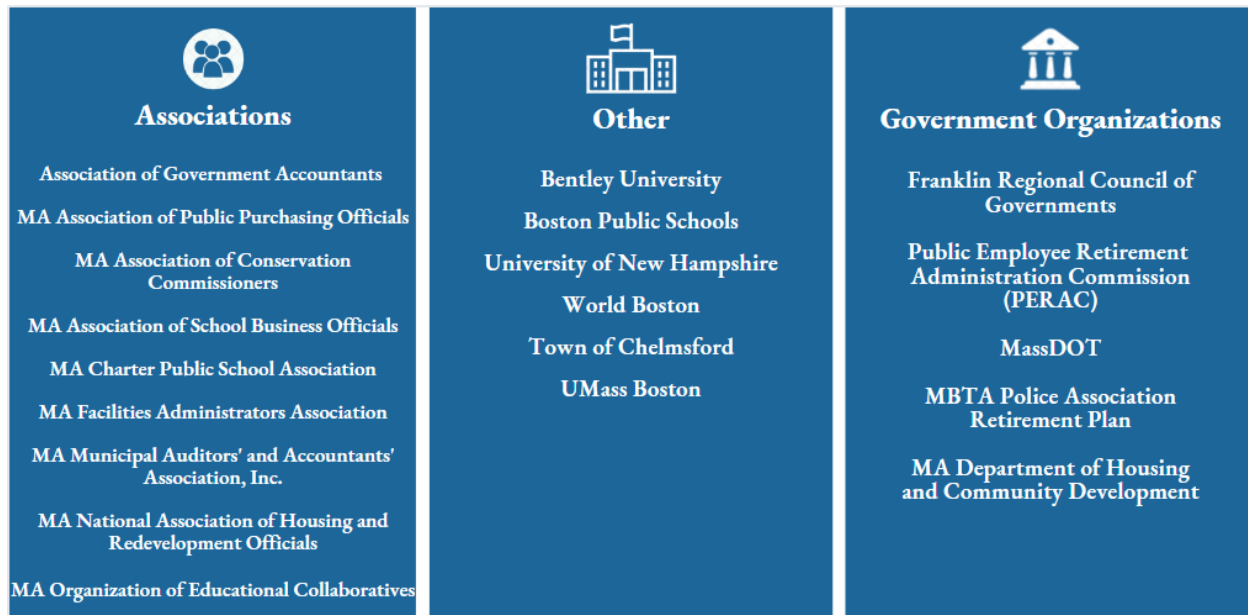 Associations
Association of Government Accountants
MA Association of Public Purchasing Officials
MA Association of Conservation
Commissioners
MA Association of School Business Officials
MA Charter Public School Association
MA Facilities Administrators Association
MA Municipal Auditors' and Accountants'
Association, Inc.
MA National Association of Housing and
Redevelopment Officials
MA Organization of Educational Collaboratives
Other
Bentley University
Boston Public Schools
University of New Hampshire
World Boston
Town of Chelmsford
UMass Boston
Government Organizations
Franklin Regional Council of
Governments
Public Employee Retirement
Administration Commission
(PERAC)
MassDOT
MBTA Police Association
Retirement Plan
MA Department of Housing
and Community Development